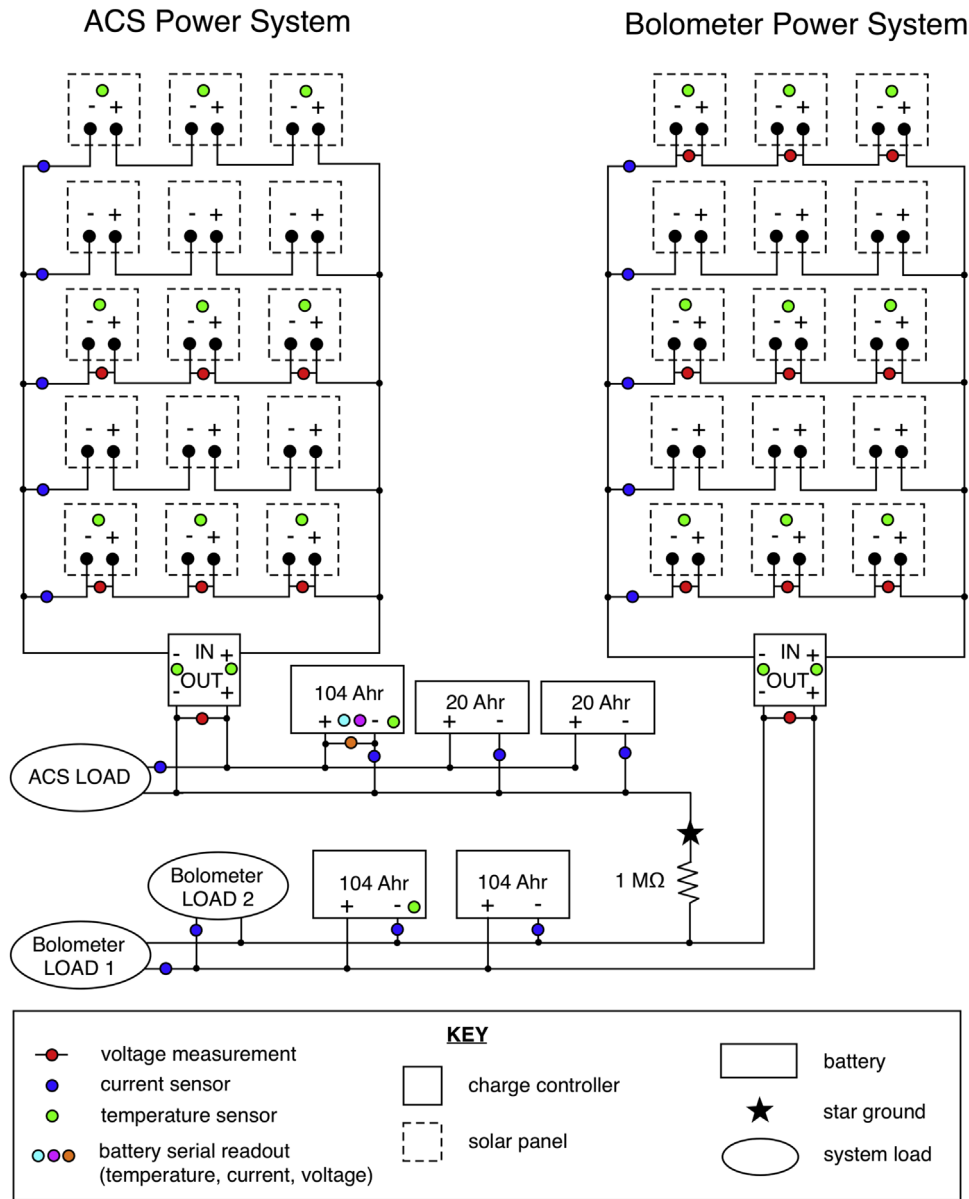 ACS Power System
Bolometer Power System
- + - + - + - + - + - +
- + - + - + - + - + - +
- + - + - + - + - + - +
- + - + - + - + - + - +
- + - + - + - + - + - +
- IN +
OUT
- +
- IN +
OUT
- +
104 Ahr
+ -
20 Ahr
+ -
20 Ahr
+ -
ACS LOAD
1 MΩ
Bolometer
LOAD 2
104 Ahr
+ -
104 Ahr
+ -
Bolometer
LOAD 1
KEY
voltage measurement
current sensor
temperature sensor
battery serial readout
(temperature, current, voltage)
charge controller
solar panel
battery
star ground
system load